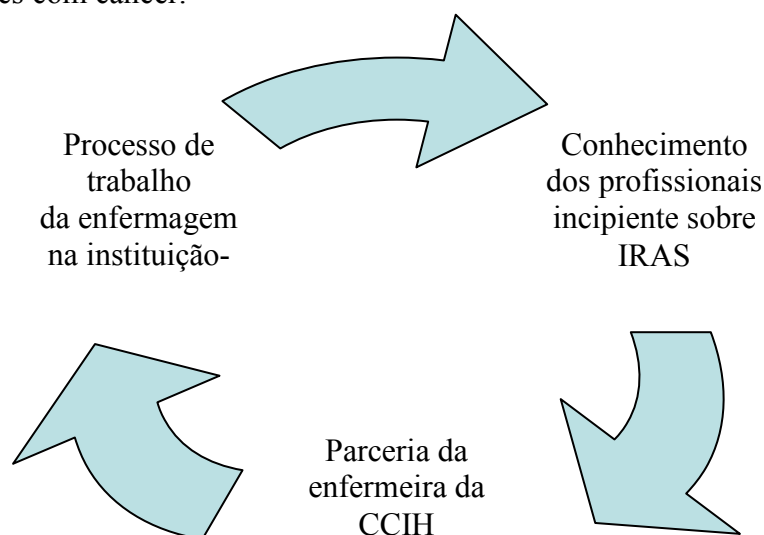 es com câncer.
Processo de
trabalho
da enfermagem
na instituição-
Conhecimento
dos profissionais
incipiente sobre
IRAS
Parceria da
enfermeira da
CCIH